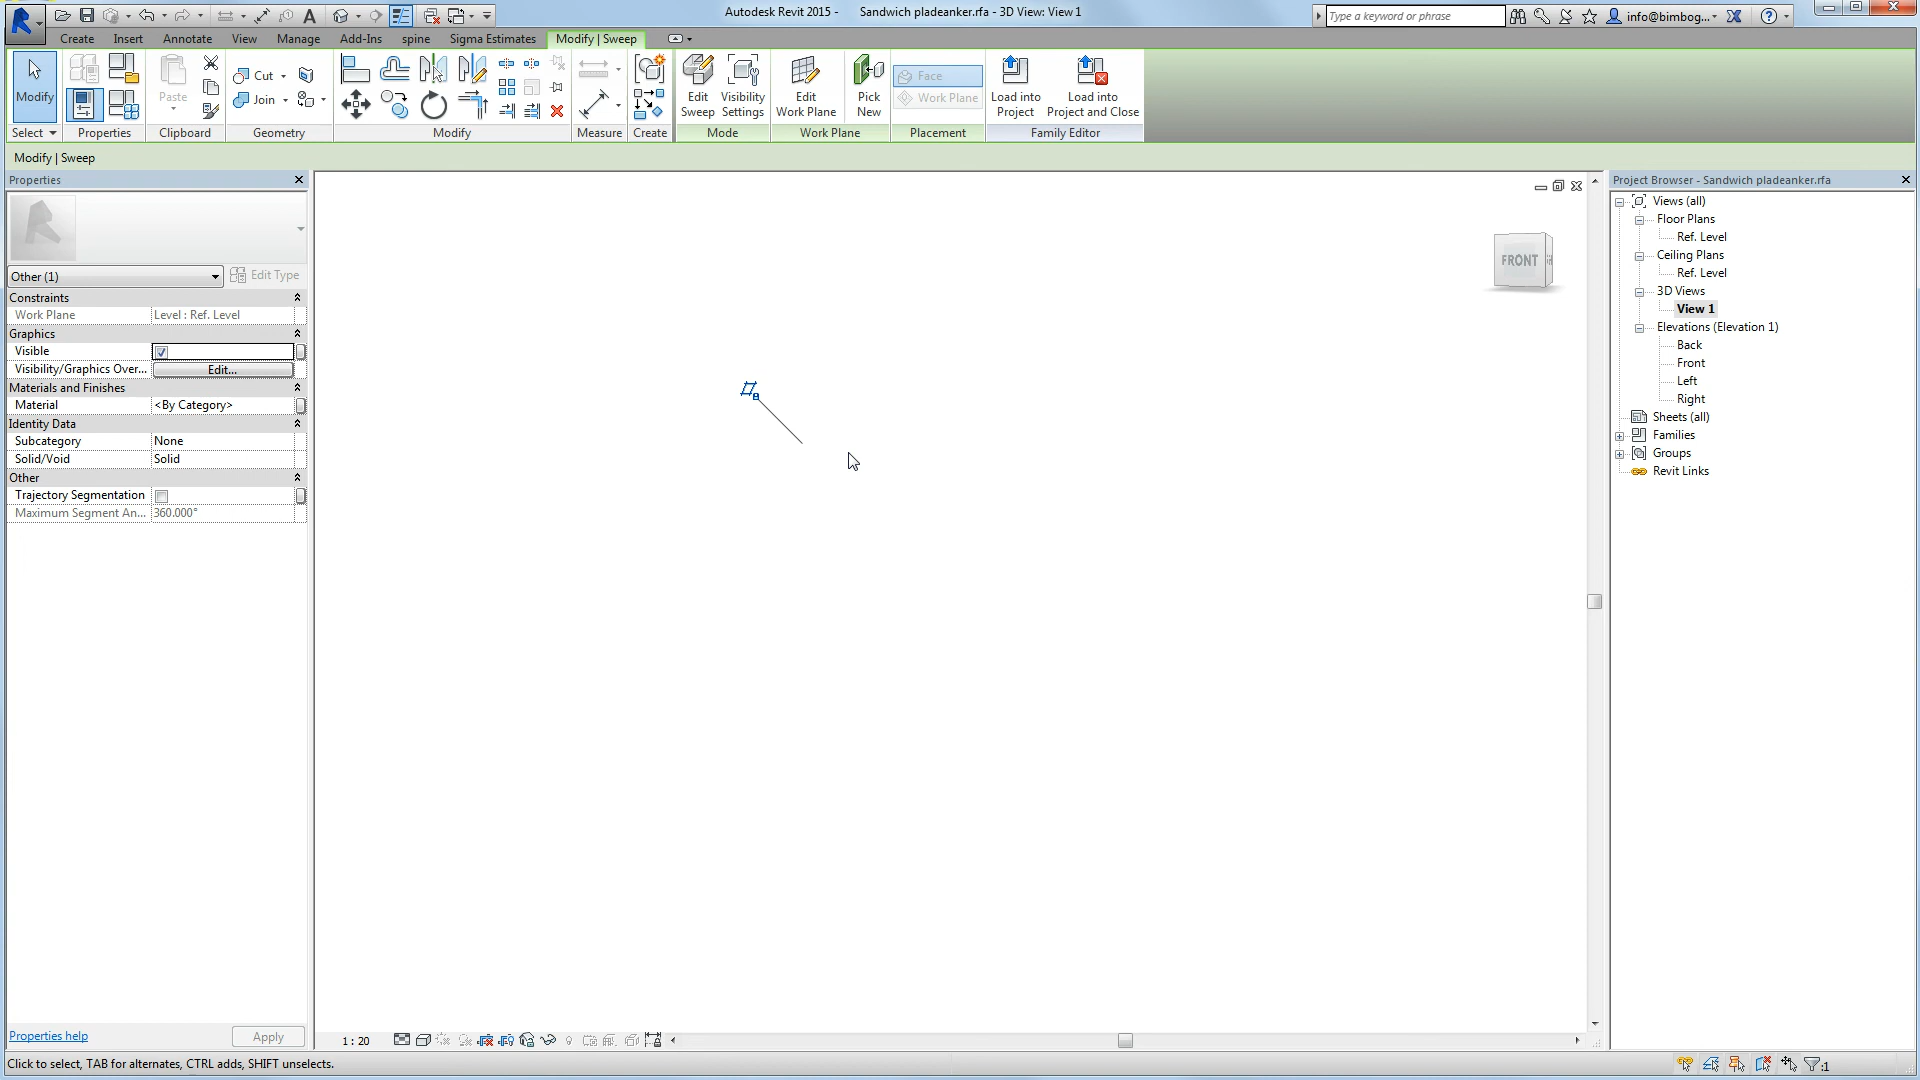 Autodesk Revit 2015 - Sandwich pladeanker.rfa - 3D View: View 1
Type a keyword or phrase
info@bimbog...
Create Insert Annotate View Manage Add-Ins spine Sigma Estimates Modify | Sweep
Modify
Paste
Cut
Join
Edit Sweep
Visibility Settings
Edit Work Plane
Pick New
Face
Work Plane
Load into Project
Load into Project and Close
Select Properties Clipboard Geometry Modify Measure Create Mode Work Plane Placement Family Editor
Modify | Sweep
Properties
Other (1)
Edit Type
Constraints
Work Plane Level : Ref. Level
Graphics
Visible
Visibility/Graphics Over... Edit...
Materials and Finishes
Material <By Category>
Identity Data
Subcategory None
Solid/Void Solid
Other
Trajectory Segmentation
Maximum Segment An... 360.000°
Properties help
Apply
FRONT
Project Browser - Sandwich pladeanker.rfa
Views (all)
Floor Plans
Ref. Level
Ceiling Plans
Ref. Level
3D Views
View 1
Elevations (Elevation 1)
Back
Front
Left
Right
Sheets (all)
Families
Groups
Revit Links
1 : 20
Click to select, TAB for alternates, CTRL adds, SHIFT unselects.
:1